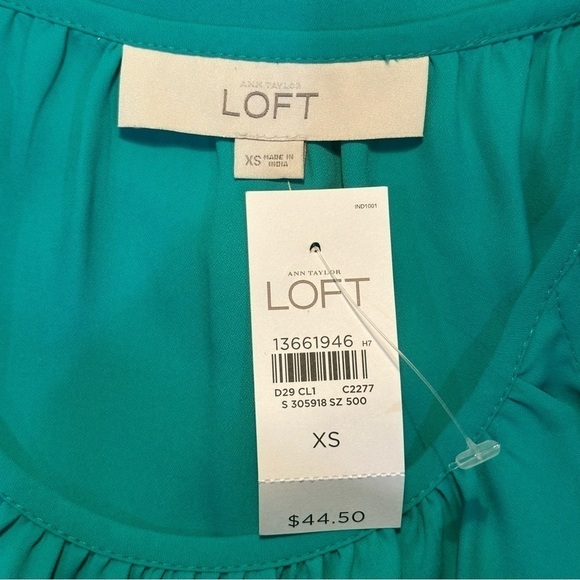 ANN TAYLOR
LOFT
XS MADE IN INDIA
IND1001
ANN TAYLOR
LOFT
13661946 H7
D29 CL1 C2277
S 305918 SZ 500
XS
$44.50